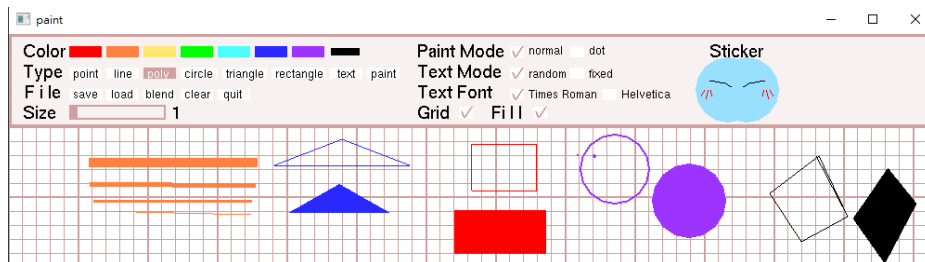 paint
Color
Type point line poly circle triangle rectangle text paint
File save load blend clear quit
Size 1
Paint Mode normal dot
Text Mode random fixed
Text Font Times Roman Helvetica
Grid Fill
Sticker